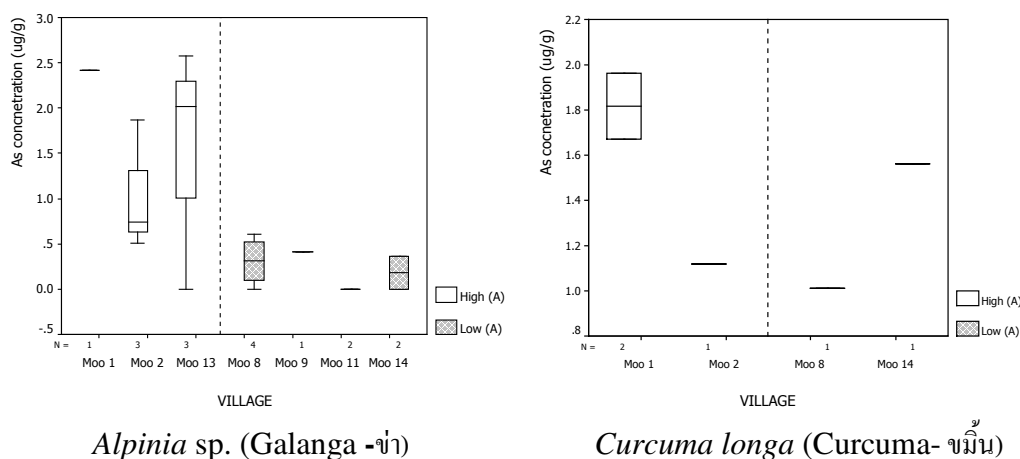 As concnetration (ug/g)
3.0
2.5
2.0
1.5
1.0
.5
0.0
-.5
N = 1 3 3 4 1 2 2
Moo 1 Moo 2 Moo 13 Moo 8 Moo 9 Moo 11 Moo 14
VILLAGE
High (A)
Low (A)
Alpinia sp. (Galanga -ข่า)
As cocnetration (ug/g)
2.2
2.0
1.8
1.6
1.4
1.2
1.0
.8
N = 2 1 1 1
Moo 1 Moo 2 Moo 8 Moo 14
VILLAGE
High (A)
Low (A)
Curcuma longa (Curcuma- ขมิ้น)